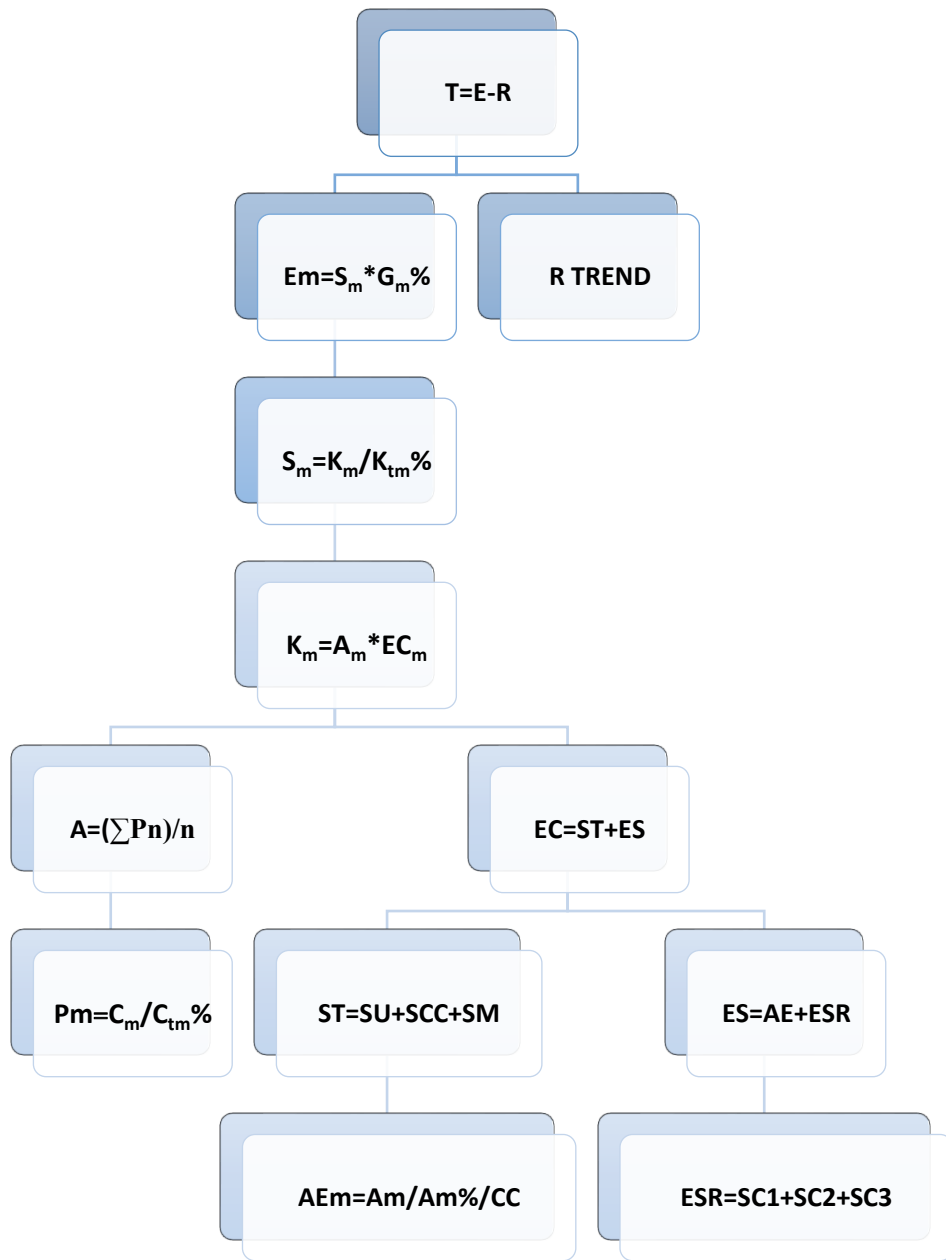 T=E-R
Em=Sₘ*Gₘ%
R TREND
Sₘ=Kₘ/Kₜₘ%
Kₘ=Aₘ*ECₘ
A=(∑Pn)/n
EC=ST+ES
Pm=Cₘ/Cₜₘ%
ST=SU+SCC+SM
ES=AE+ESR
AEm=Am/Am%/CC
ESR=SC1+SC2+SC3